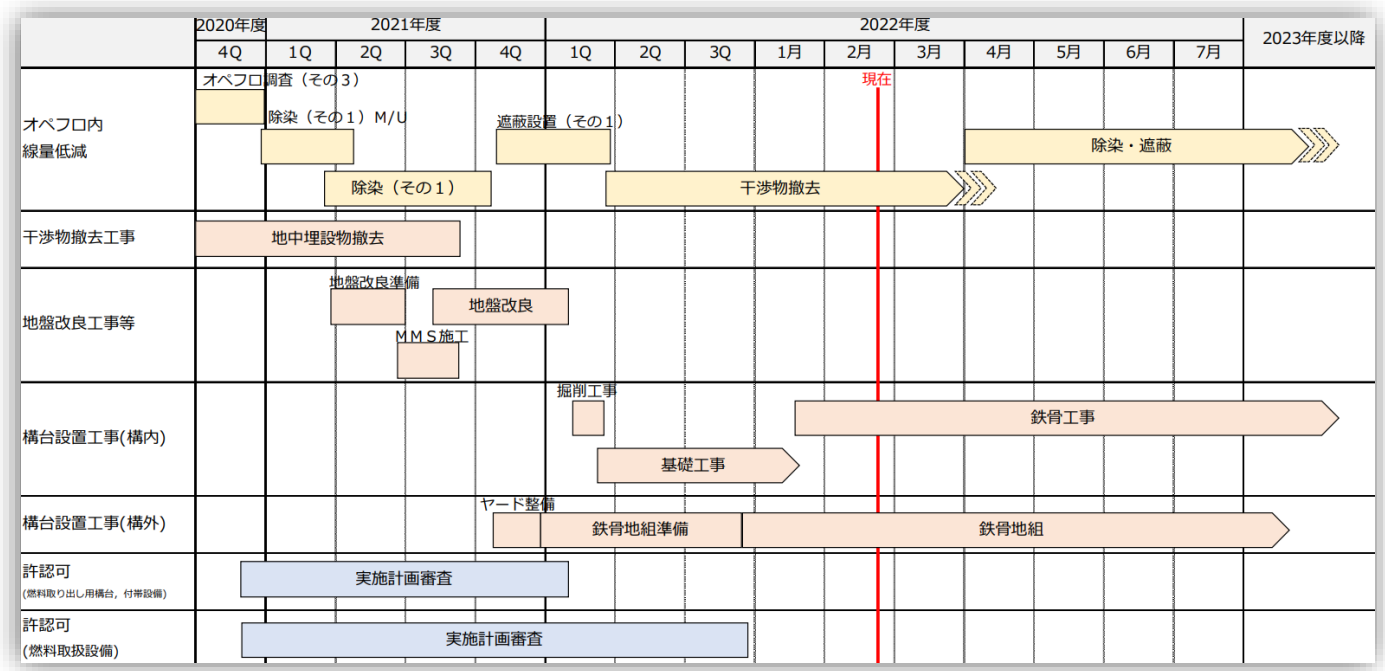 2020年度 2021年度 2022年度 2023年度以降
4Q 1Q 2Q 3Q 4Q 1Q 2Q 3Q 1月 2月 3月 4月 5月 6月 7月
現在
オペフロ内
線量低減
オペフロ調査（その３）
除染（その１）M/U
遮蔽設置（その１）
除染・遮蔽
除染（その１）
干渉物撤去
干渉物撤去工事
地中埋設物撤去
地盤改良工事等
地盤改良準備
地盤改良
ＭＭＳ施工
構台設置工事(構内)
掘削工事
鉄骨工事
基礎工事
構台設置工事(構外)
ヤード整備
鉄骨地組準備
鉄骨地組
許認可
(燃料取り出し用構台，付帯設備)
実施計画審査
許認可
(燃料取扱設備)
実施計画審査